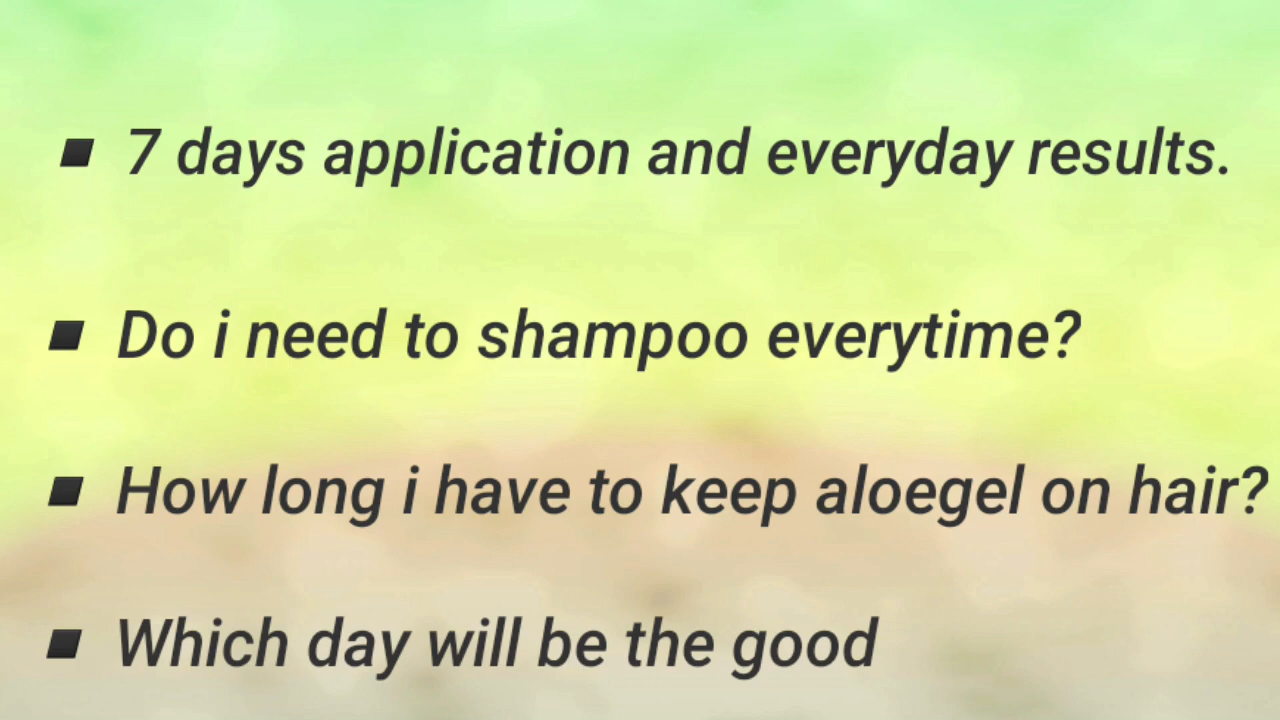 ▪ 7 days application and everyday results.
▪ Do i need to shampoo everytime?
▪ How long i have to keep aloegel on hair?
▪ Which day will be the good